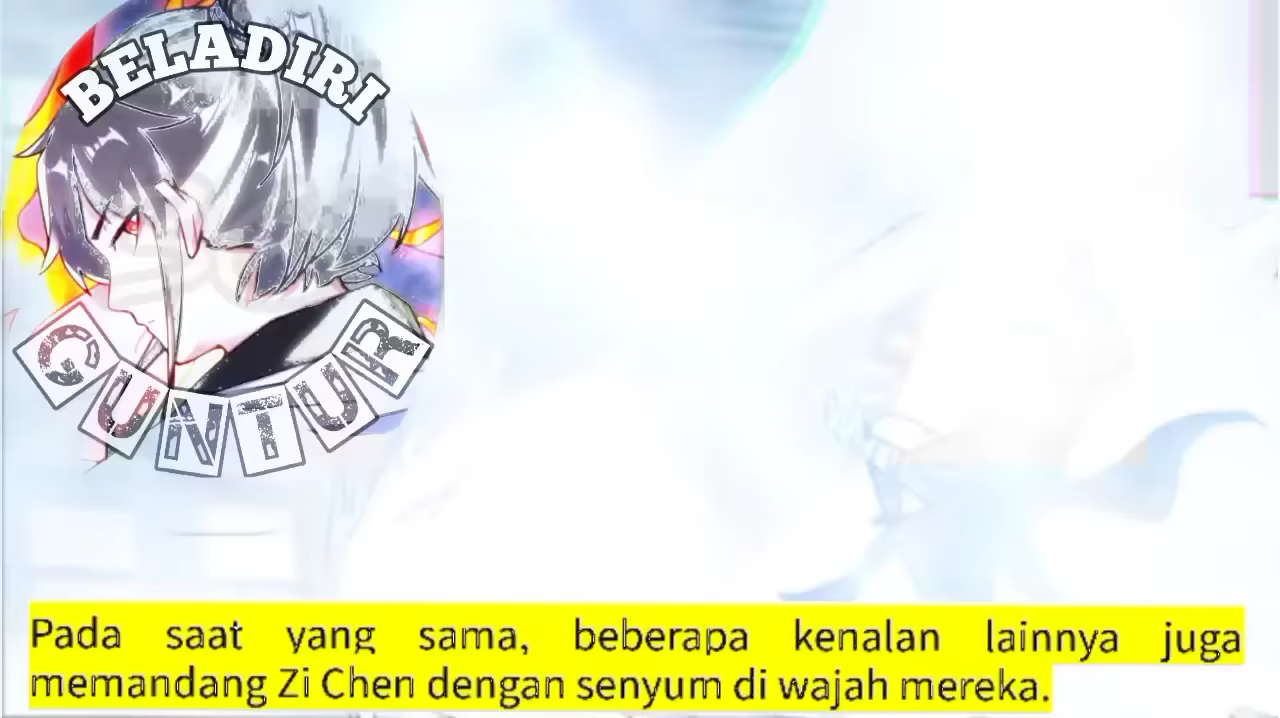 BELADIRI
GUNTUR
Pada saat yang sama, beberapa kenalan lainnya juga
memandang Zi Chen dengan senyum di wajah mereka.